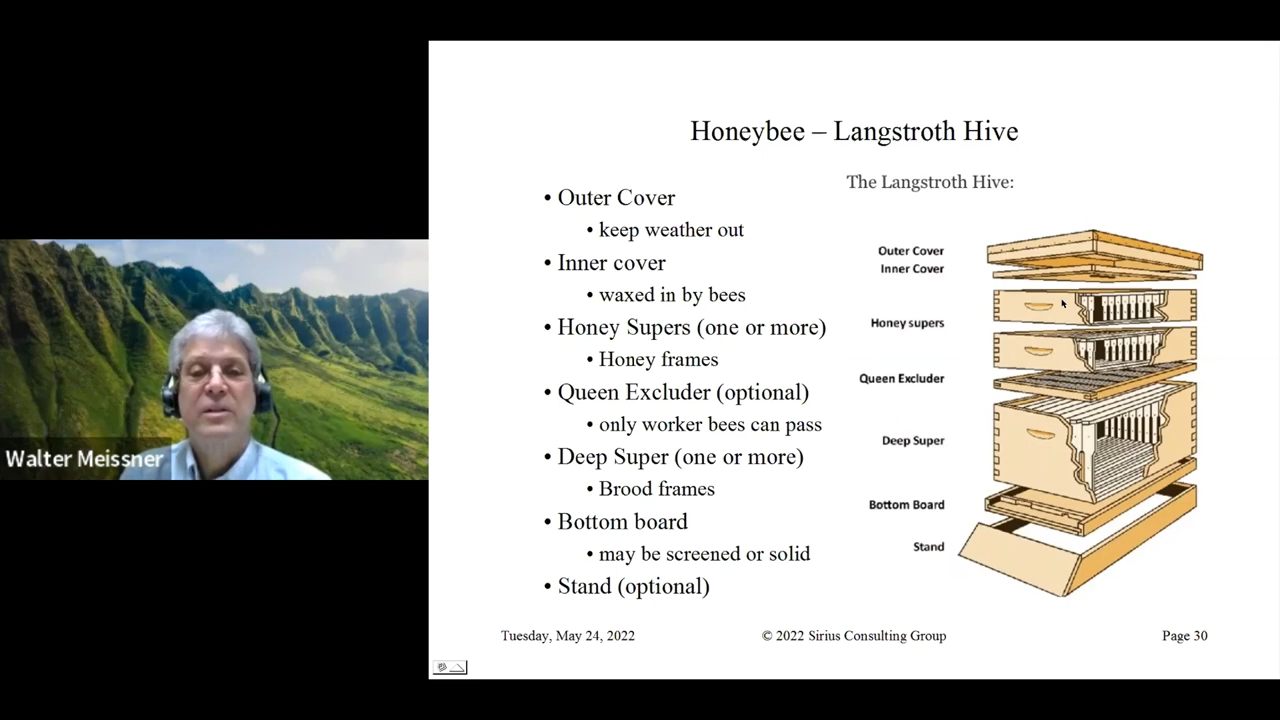 Honeybee – Langstroth Hive
• Outer Cover
• keep weather out
• Inner cover
• waxed in by bees
• Honey Supers (one or more)
• Honey frames
• Queen Excluder (optional)
• only worker bees can pass
• Deep Super (one or more)
• Brood frames
• Bottom board
• may be screened or solid
• Stand (optional)
The Langstroth Hive:
Outer Cover
Inner Cover
Honey supers
Queen Excluder
Deep Super
Bottom Board
Stand
Walter Meissner
Tuesday, May 24, 2022
© 2022 Sirius Consulting Group
Page 30